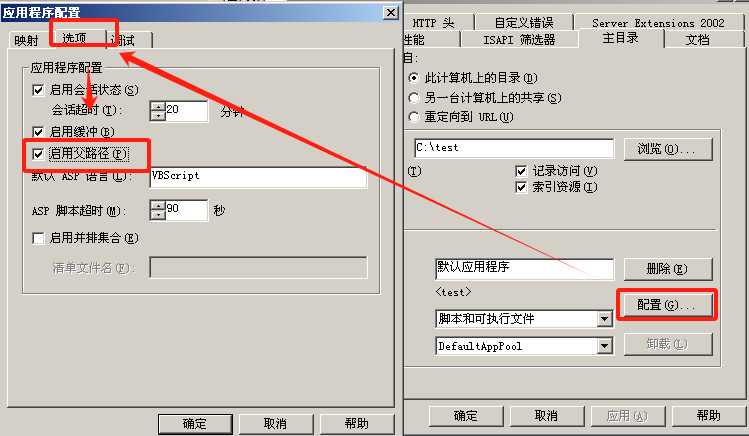 应用程序配置
映射 选项 调试
应用程序配置
启用会话状态(S)
会话超时(T): 20 分钟
启用缓冲(B)
启用父路径(P)
默认 ASP 语言(L): VBScript
ASP 脚本超时(M): 90 秒
启用并排集合(E)
清单文件名(F):
确定 取消 帮助
HTTP 头 自定义错误 Server Extensions 2002
性能 ISAPI 筛选器 主目录 文档
自:
此计算机上的目录(D)
另一台计算机上的共享(S)
重定向到 URL(U)
C:\test 浏览(O)...
(T) 记录访问(V)
索引资源(I)
默认应用程序 删除(E)
<test> 配置(G)...
脚本和可执行文件
DefaultAppPool 卸载(L)
确定 取消 应用(A) 帮助